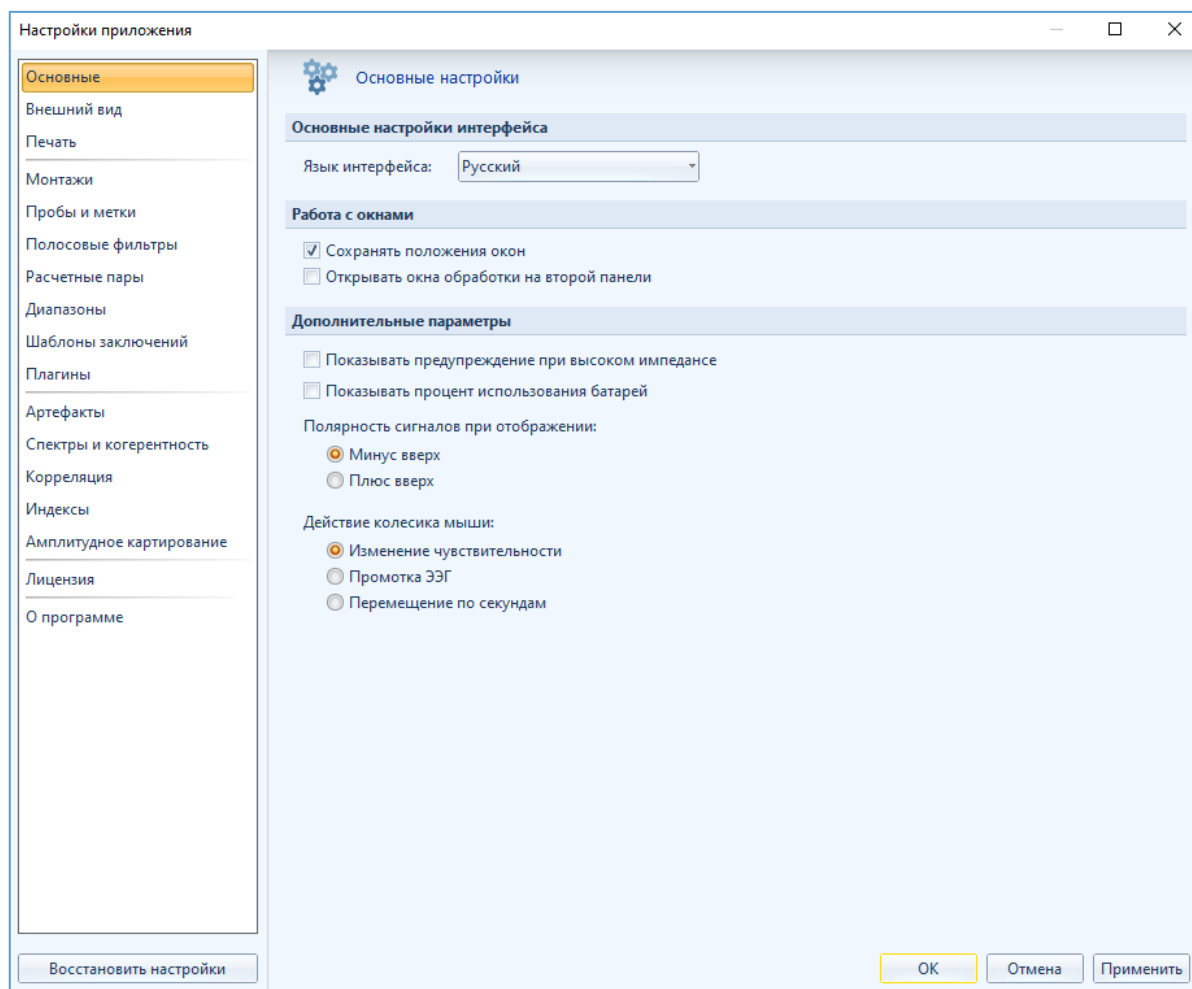 Настройки приложения
Основные
Внешний вид
Печать
Монтажи
Пробы и метки
Полосовые фильтры
Расчетные пары
Диапазоны
Шаблоны заключений
Плагины
Артефакты
Спектры и когерентность
Корреляция
Индексы
Амплитудное картирование
Лицензия
О программе
Восстановить настройки
Основные настройки
Основные настройки интерфейса
Язык интерфейса: Русский
Работа с окнами
Сохранять положения окон
Открывать окна обработки на второй панели
Дополнительные параметры
Показывать предупреждение при высоком импедансе
Показывать процент использования батарей
Полярность сигналов при отображении:
Минус вверх
Плюс вверх
Действие колесика мыши:
Изменение чувствительности
Промотка ЭЭГ
Перемещение по секундам
OK Отмена Применить